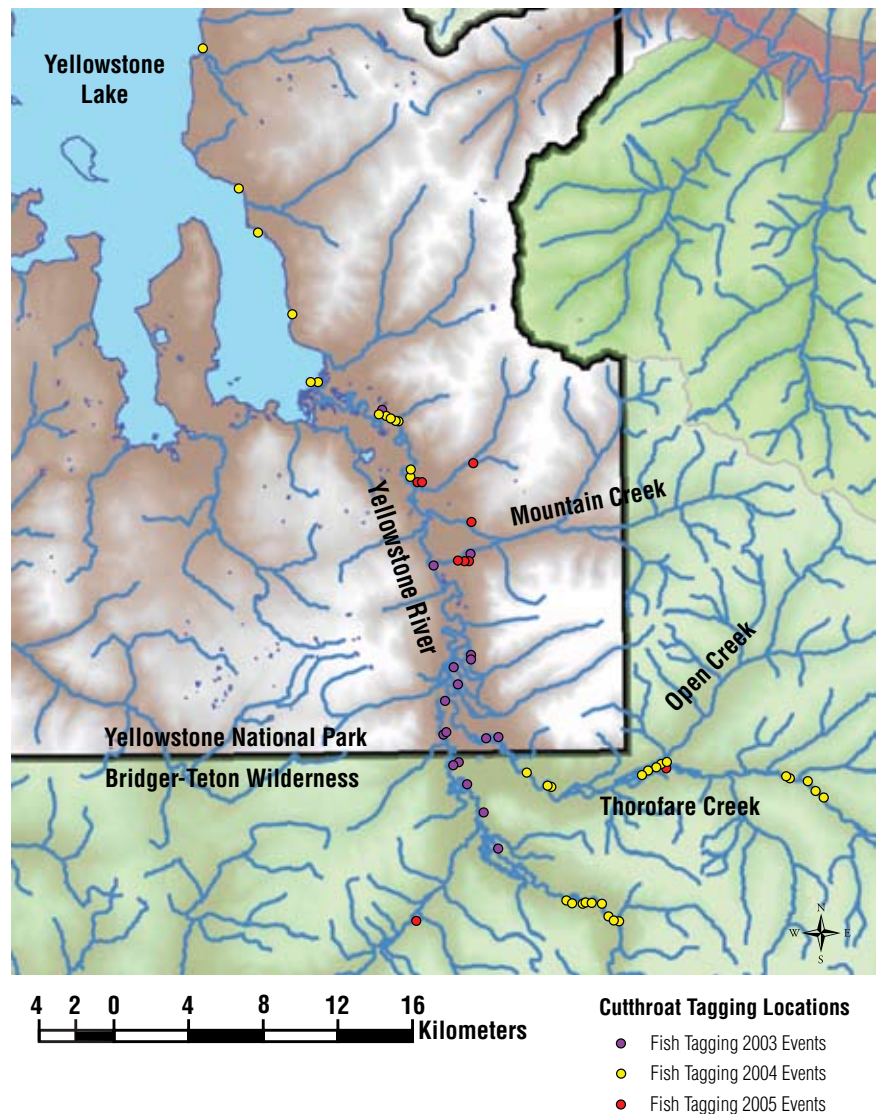 Yellowstone
Lake
Mountain Creek
Yellowstone River
Open Creek
Yellowstone National Park
Bridger-Teton Wilderness
Thorofare Creek
N
W E
S
4 2 0 4 8 12 16
Kilometers
Cutthroat Tagging Locations
Fish Tagging 2003 Events
Fish Tagging 2004 Events
Fish Tagging 2005 Events